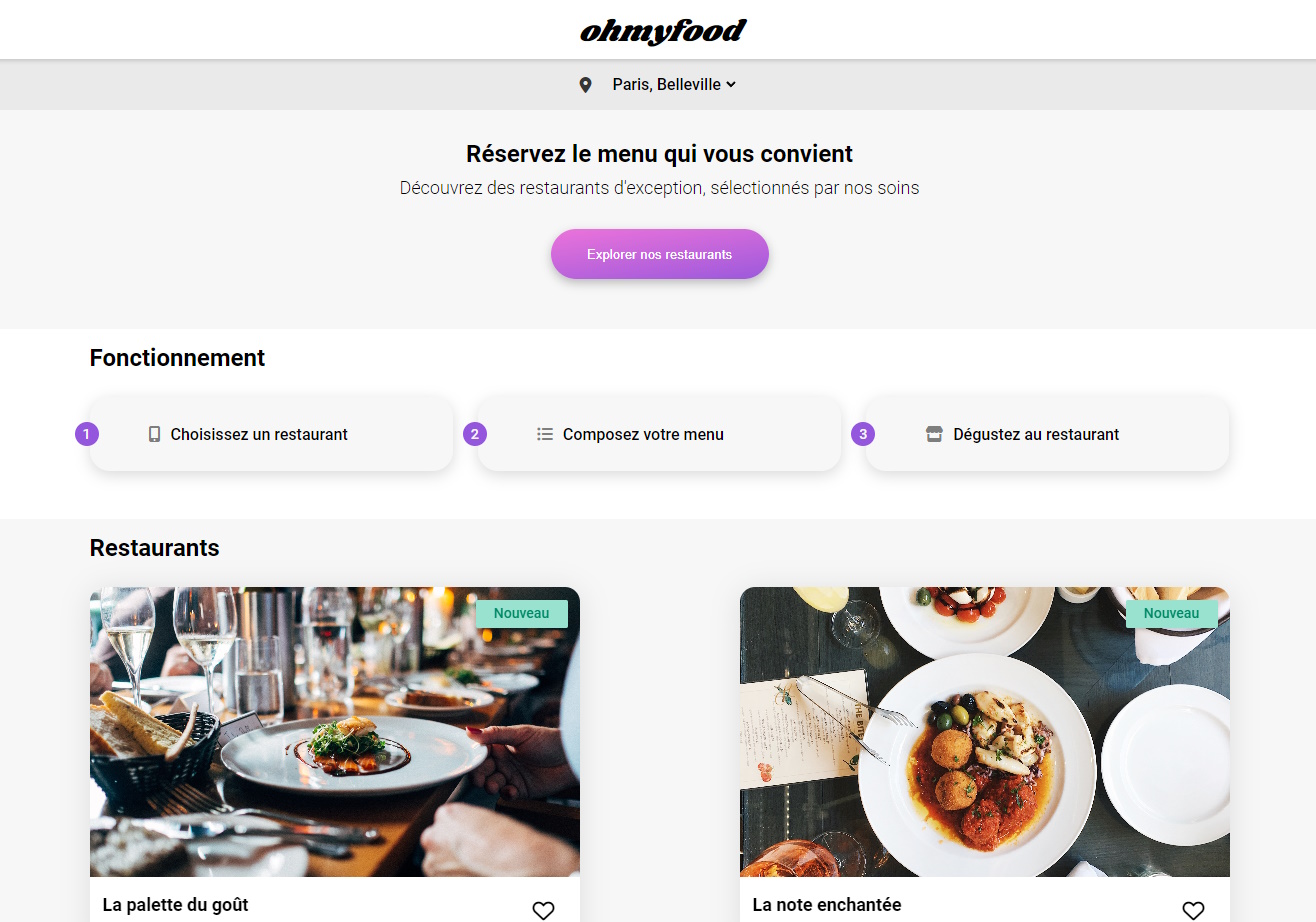 ohmyfood
Paris, Belleville
Réservez le menu qui vous convient
Découvrez des restaurants d'exception, sélectionnés par nos soins
Explorer nos restaurants
Fonctionnement
1 Choisissez un restaurant
2 Composez votre menu
3 Dégustez au restaurant
Restaurants
Nouveau
Nouveau
La palette du goût
La note enchantée